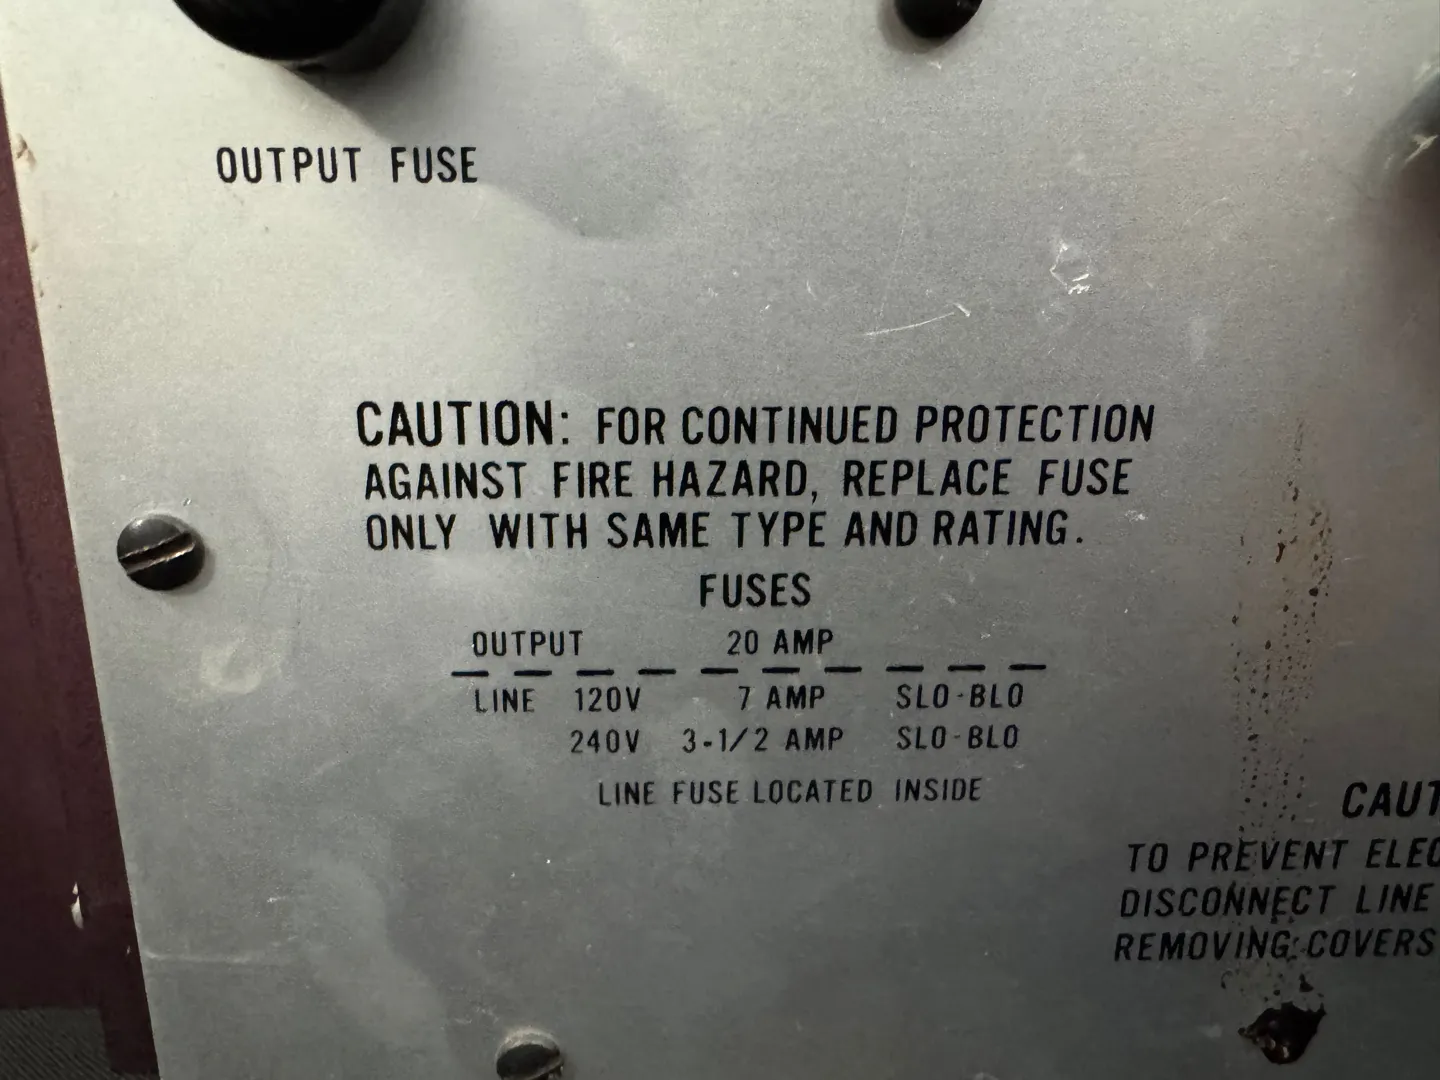 OUTPUT FUSE
CAUTION: FOR CONTINUED PROTECTION
AGAINST FIRE HAZARD, REPLACE FUSE
ONLY WITH SAME TYPE AND RATING.
FUSES
OUTPUT 20 AMP
LINE 120V 7 AMP SLO-BLO
240V 3-1/2 AMP SLO-BLO
LINE FUSE LOCATED INSIDE
CAUT
TO PREVENT ELEC
DISCONNECT LINE
REMOVING COVERS